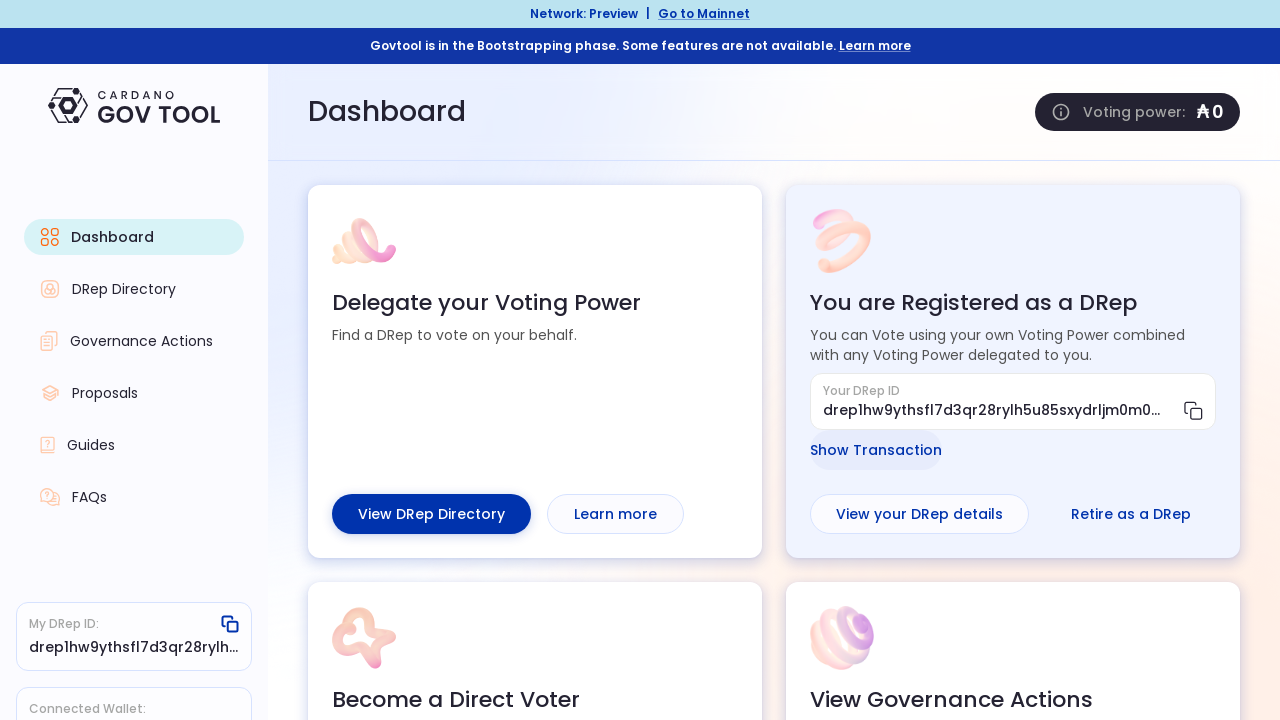 Network: Preview | Go to Mainnet
Govtool is in the Bootstrapping phase. Some features are not available. Learn more
CARDANO
GOV TOOL
Dashboard
Voting power: ₳ 0
Dashboard
DRep Directory
Governance Actions
Proposals
Guides
FAQs
My DRep ID:
drep1hw9ythsfl7d3qr28rylh...
Connected Wallet:
Delegate your Voting Power
Find a DRep to vote on your behalf.
View DRep Directory
Learn more
You are Registered as a DRep
You can Vote using your own Voting Power combined
with any Voting Power delegated to you.
Your DRep ID
drep1hw9ythsfl7d3qr28rylh5u85sxydrljm0m0...
Show Transaction
View your DRep details
Retire as a DRep
Become a Direct Voter
View Governance Actions